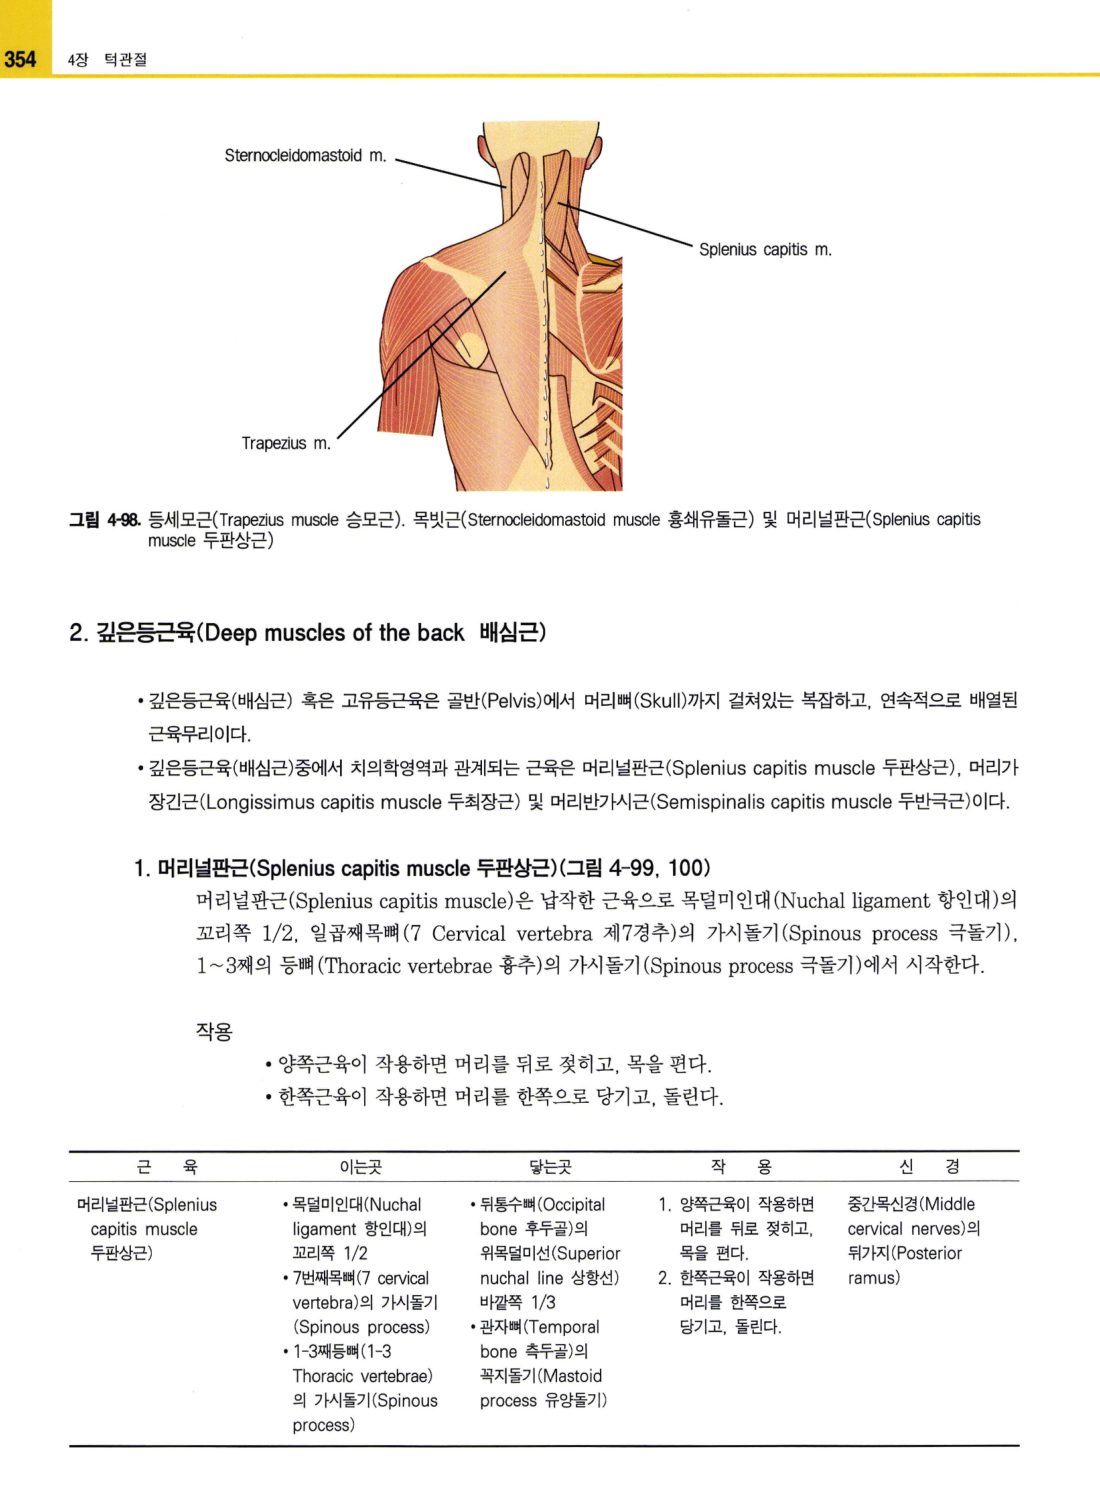 354
4장 턱관절
Sternocleidomastoid m.
Splenius capitis m.
Trapezius m.
그림 4-98. 등세모근(Trapezius muscle 승모근). 목빗근(Sternocleidomastoid muscle 흉쇄유돌근) 및 머리널판근(Splenius capitis
muscle 두판상근)
2. 깊은등근육(Deep muscles of the back 배심근)
• 깊은등근육(배심근) 혹은 고유등근육은 골반(Pelvis)에서 머리뼈(Skull)까지 걸쳐있는 복잡하고, 연속적으로 배열된
근육무리이다.
• 깊은등근육(배심근)중에서 치의학영역과 관계되는 근육은 머리널판근(Splenius capitis muscle 두판상근), 머리가
장긴근(Longissimus capitis muscle 두최장근) 및 머리반가시근(Semispinalis capitis muscle 두반극근)이다.
1. 머리널판근(Splenius capitis muscle 두판상근)(그림 4-99, 100)
머리널판근(Splenius capitis muscle)은 납작한 근육으로 목덜미인대(Nuchal ligament 항인대)의
꼬리쪽 1/2, 일곱째목뼈(7 Cervical vertebra 제7경추)의 가시돌기(Spinous process 극돌기),
1~3째의 등뼈(Thoracic vertebrae 흉추)의 가시돌기(Spinous process 극돌기)에서 시작한다.
작용
• 양쪽근육이 작용하면 머리를 뒤로 젖히고, 목을 편다.
• 한쪽근육이 작용하면 머리를 한쪽으로 당기고, 돌린다.
근 육 이는곳 닿는곳 작 용 신 경
머리널판근(Splenius
capitis muscle
두판상근)
• 목덜미인대(Nuchal
ligament 항인대)의
꼬리쪽 1/2
• 7번째목뼈(7 cervical
vertebra)의 가시돌기
(Spinous process)
• 1-3째등뼈(1-3
Thoracic vertebrae)
의 가시돌기(Spinous
process)
• 뒤통수뼈(Occipital
bone 후두골)의
위목덜미선(Superior
nuchal line 상항선)
바깥쪽 1/3
• 관자뼈(Temporal
bone 측두골)의
꼭지돌기(Mastoid
process 유양돌기)
1. 양쪽근육이 작용하면
머리를 뒤로 젖히고,
목을 편다.
2. 한쪽근육이 작용하면
머리를 한쪽으로
당기고, 돌린다.
중간목신경(Middle
cervical nerves)의
뒤가지(Posterior
ramus)